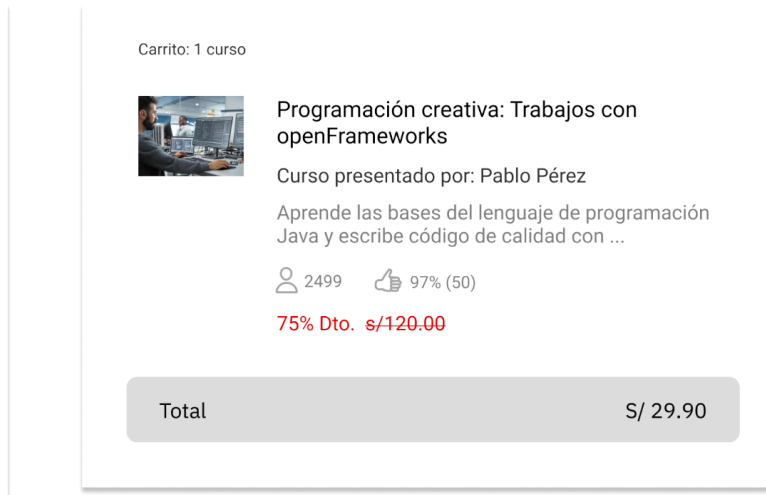 Carrito: 1 curso
Programación creativa: Trabajos con
openFrameworks
Curso presentado por: Pablo Pérez
Aprende las bases del lenguaje de programación
Java y escribe código de calidad con ...
2499 97% (50)
75% Dto. s/120.00
Total S/ 29.90